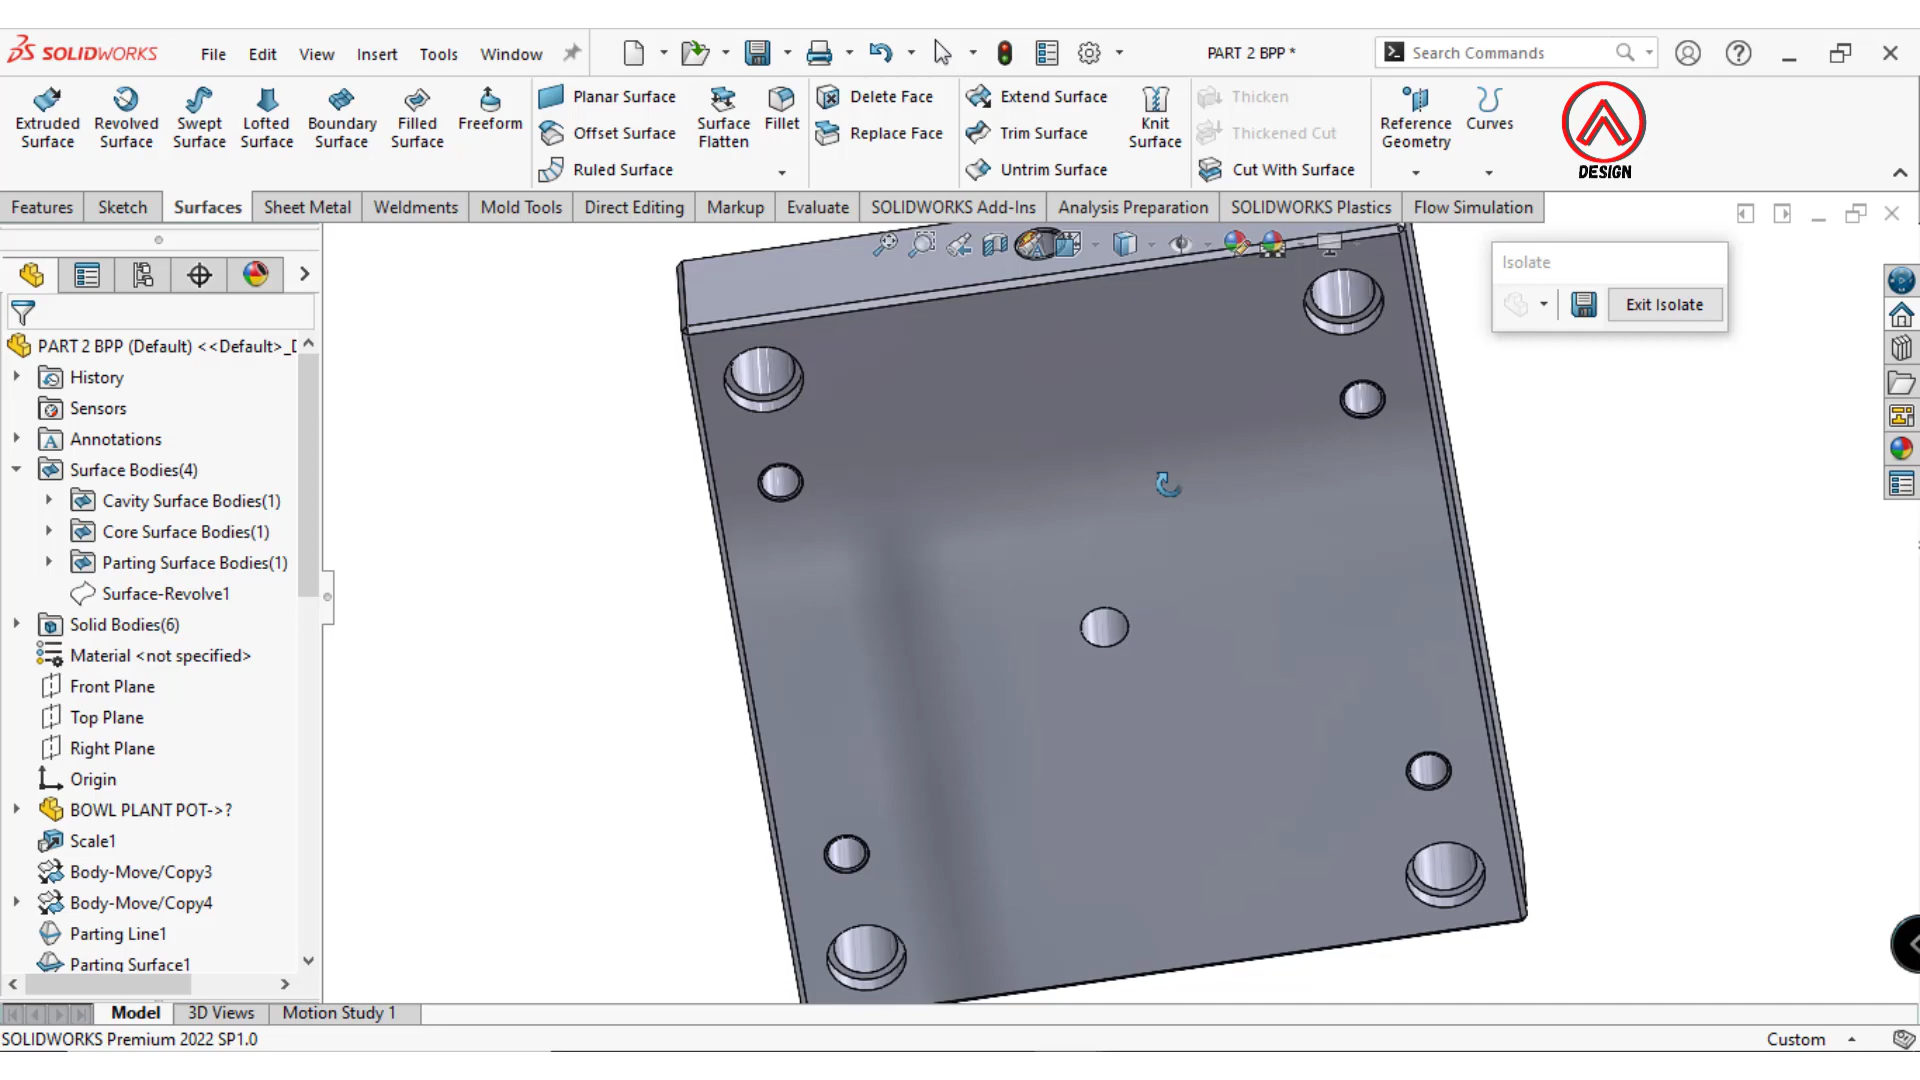 SOLIDWORKS File Edit View Insert Tools Window PART 2 BPP * Search Commands
Extruded Surface Revolved Surface Swept Surface Lofted Surface Boundary Surface Filled Surface Freeform
Planar Surface
Offset Surface
Ruled Surface
Surface Flatten
Fillet
Delete Face
Replace Face
Extend Surface
Trim Surface
Untrim Surface
Knit Surface
Thicken
Thickened Cut
Cut With Surface
Reference Geometry
Curves
DESIGN
Features Sketch Surfaces Sheet Metal Weldments Mold Tools Direct Editing Markup Evaluate SOLIDWORKS Add-Ins Analysis Preparation SOLIDWORKS Plastics Flow Simulation
Isolate
Exit Isolate
PART 2 BPP (Default) <<Default>_
History
Sensors
Annotations
Surface Bodies(4)
Cavity Surface Bodies(1)
Core Surface Bodies(1)
Parting Surface Bodies(1)
Surface-Revolve1
Solid Bodies(6)
Material <not specified>
Front Plane
Top Plane
Right Plane
Origin
BOWL PLANT POT->?
Scale1
Body-Move/Copy3
Body-Move/Copy4
Parting Line1
Parting Surface1
Model 3D Views Motion Study 1
SOLIDWORKS Premium 2022 SP1.0 Custom